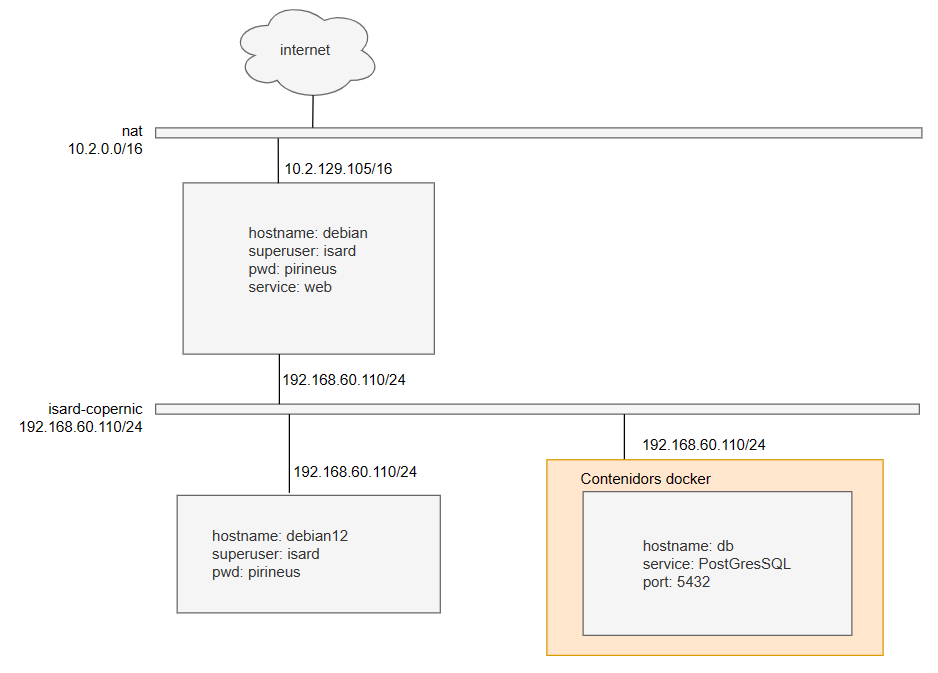 internet
nat
10.2.0.0/16
10.2.129.105/16
hostname: debian
superuser: isard
pwd: pirineus
service: web
192.168.60.110/24
isard-copernic
192.168.60.110/24
192.168.60.110/24
192.168.60.110/24
hostname: debian12
superuser: isard
pwd: pirineus
Contenidors docker
hostname: db
service: PostGresSQL
port: 5432